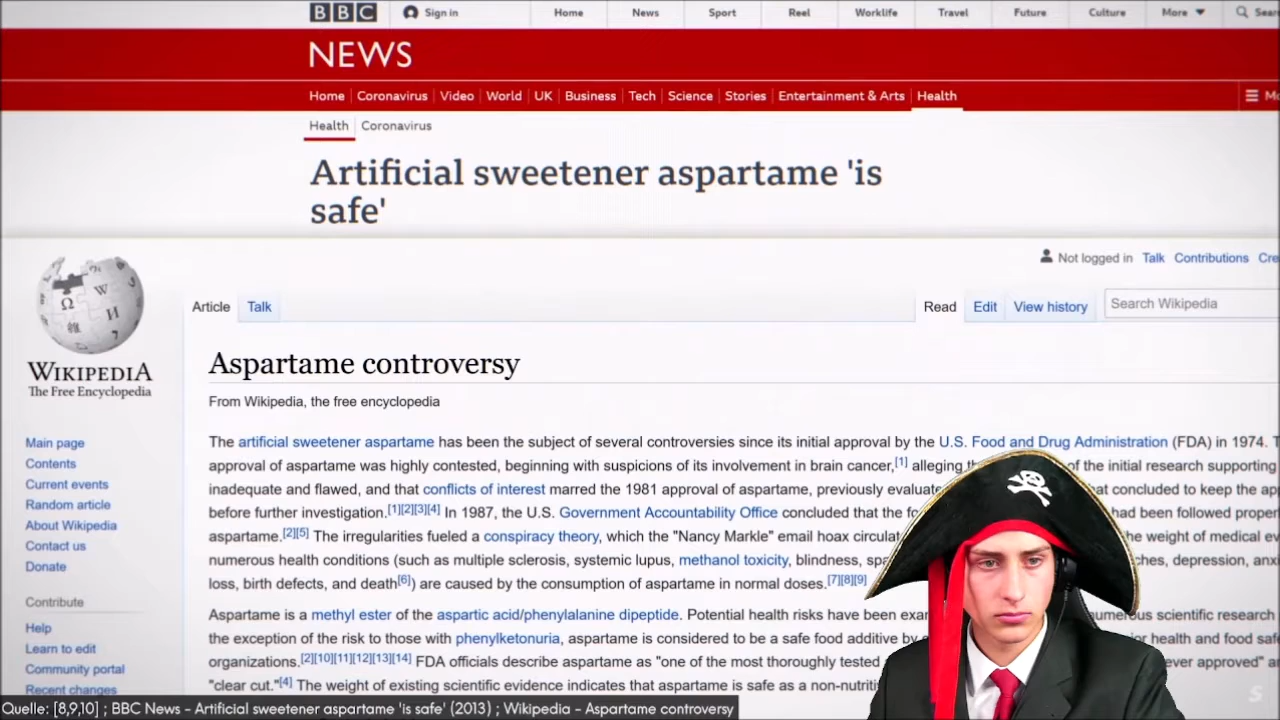 BBC Sign in Home News Sport Reel Worklife Travel Future Culture More Sear
NEWS
Home Coronavirus Video World UK Business Tech Science Stories Entertainment & Arts Health
Health Coronavirus
Artificial sweetener aspartame 'is
safe'
Not logged in Talk Contributions Cre
Article Talk Read Edit View history Search Wikipedia
WIKIPEDIA
The Free Encyclopedia
Aspartame controversy
From Wikipedia, the free encyclopedia
Main page
Contents
Current events
Random article
About Wikipedia
Contact us
Donate
Contribute
Help
Learn to edit
Community portal
Recent changes
The artificial sweetener aspartame has been the subject of several controversies since its initial approval by the U.S. Food and Drug Administration (FDA) in 1974.
approval of aspartame was highly contested, beginning with suspicions of its involvement in brain cancer,[1] alleging of the initial research supporting
inadequate and flawed, and that conflicts of interest marred the 1981 approval of aspartame, previously evaluate that concluded to keep the ap
before further investigation.[1][2][3][4] In 1987, the U.S. Government Accountability Office concluded that the fo had been followed proper
aspartame.[2][5] The irregularities fueled a conspiracy theory, which the "Nancy Markle" email hoax circulat he weight of medical ev
numerous health conditions (such as multiple sclerosis, systemic lupus, methanol toxicity, blindness, spa ches, depression, anxi
loss, birth defects, and death[6]) are caused by the consumption of aspartame in normal doses.[7][8][9]
Aspartame is a methyl ester of the aspartic acid/phenylalanine dipeptide. Potential health risks have been exa numerous scientific research
the exception of the risk to those with phenylketonuria, aspartame is considered to be a safe food additive by or health and food saf
organizations.[2][10][11][12][13][14] FDA officials describe aspartame as "one of the most thoroughly tested ever approved" a
"clear cut."[4] The weight of existing scientific evidence indicates that aspartame is safe as a non-nutriti
Quelle: [8,9,10] ; BBC News - Artificial sweetener aspartame 'is safe' (2013) ; Wikipedia - Aspartame controversy